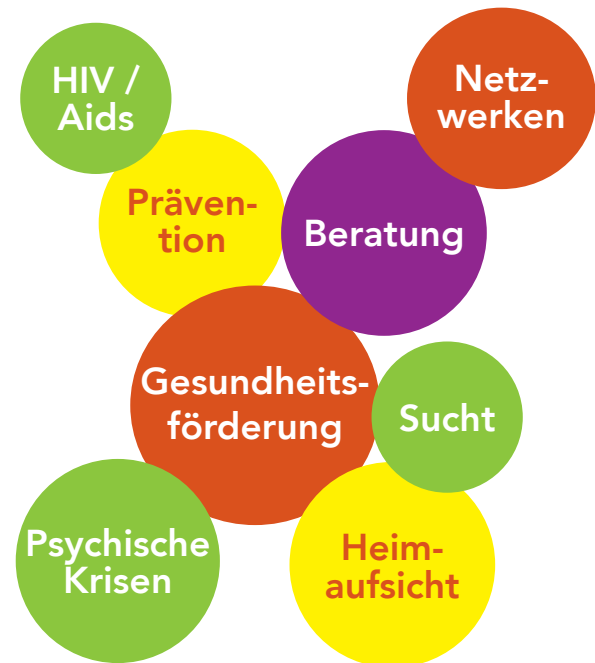 HIV /
Aids
Netz-
werken
Präven-
tion
Beratung
Gesundheits-
förderung
Sucht
Psychische
Krisen
Heim-
aufsicht